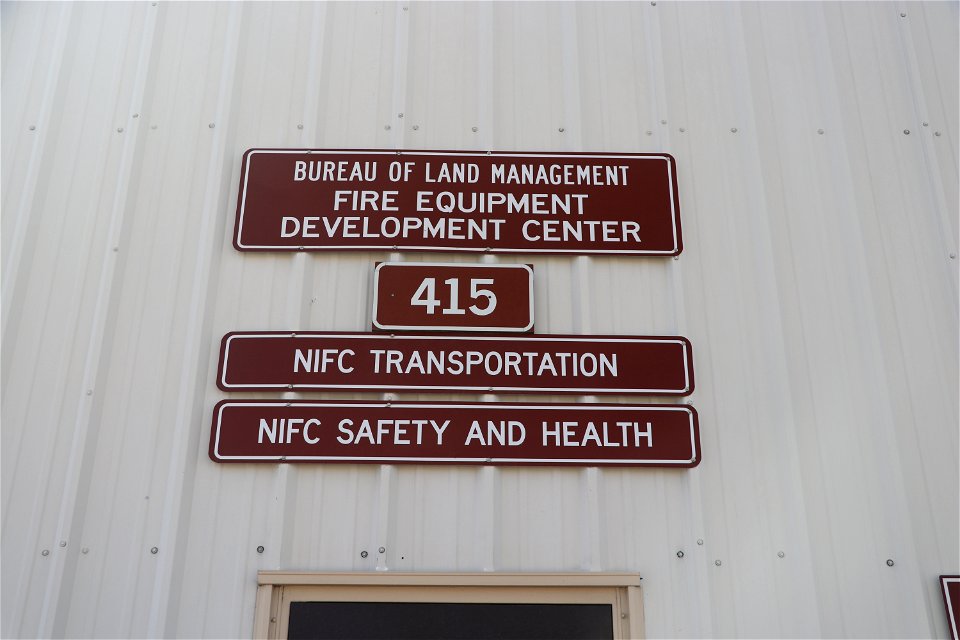 BUREAU OF LAND MANAGEMENT
FIRE EQUIPMENT
DEVELOPMENT CENTER
415
NIFC TRANSPORTATION
NIFC SAFETY AND HEALTH